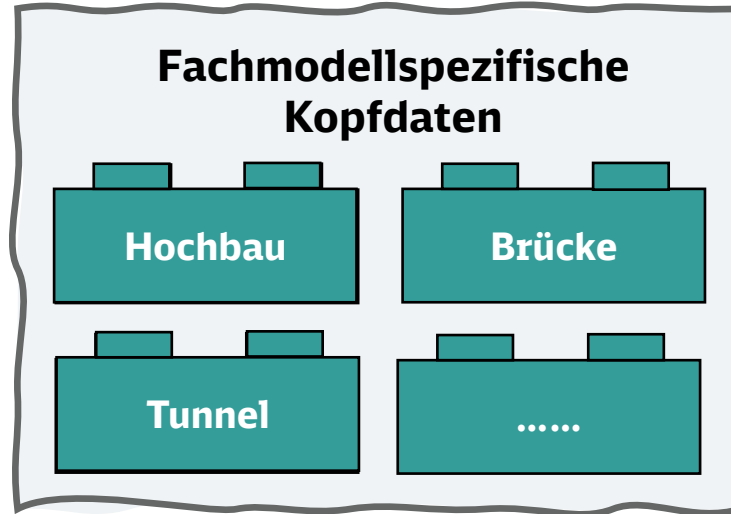 Fachmodellspezifische
Kopfdaten
Hochbau
Brücke
Tunnel
......